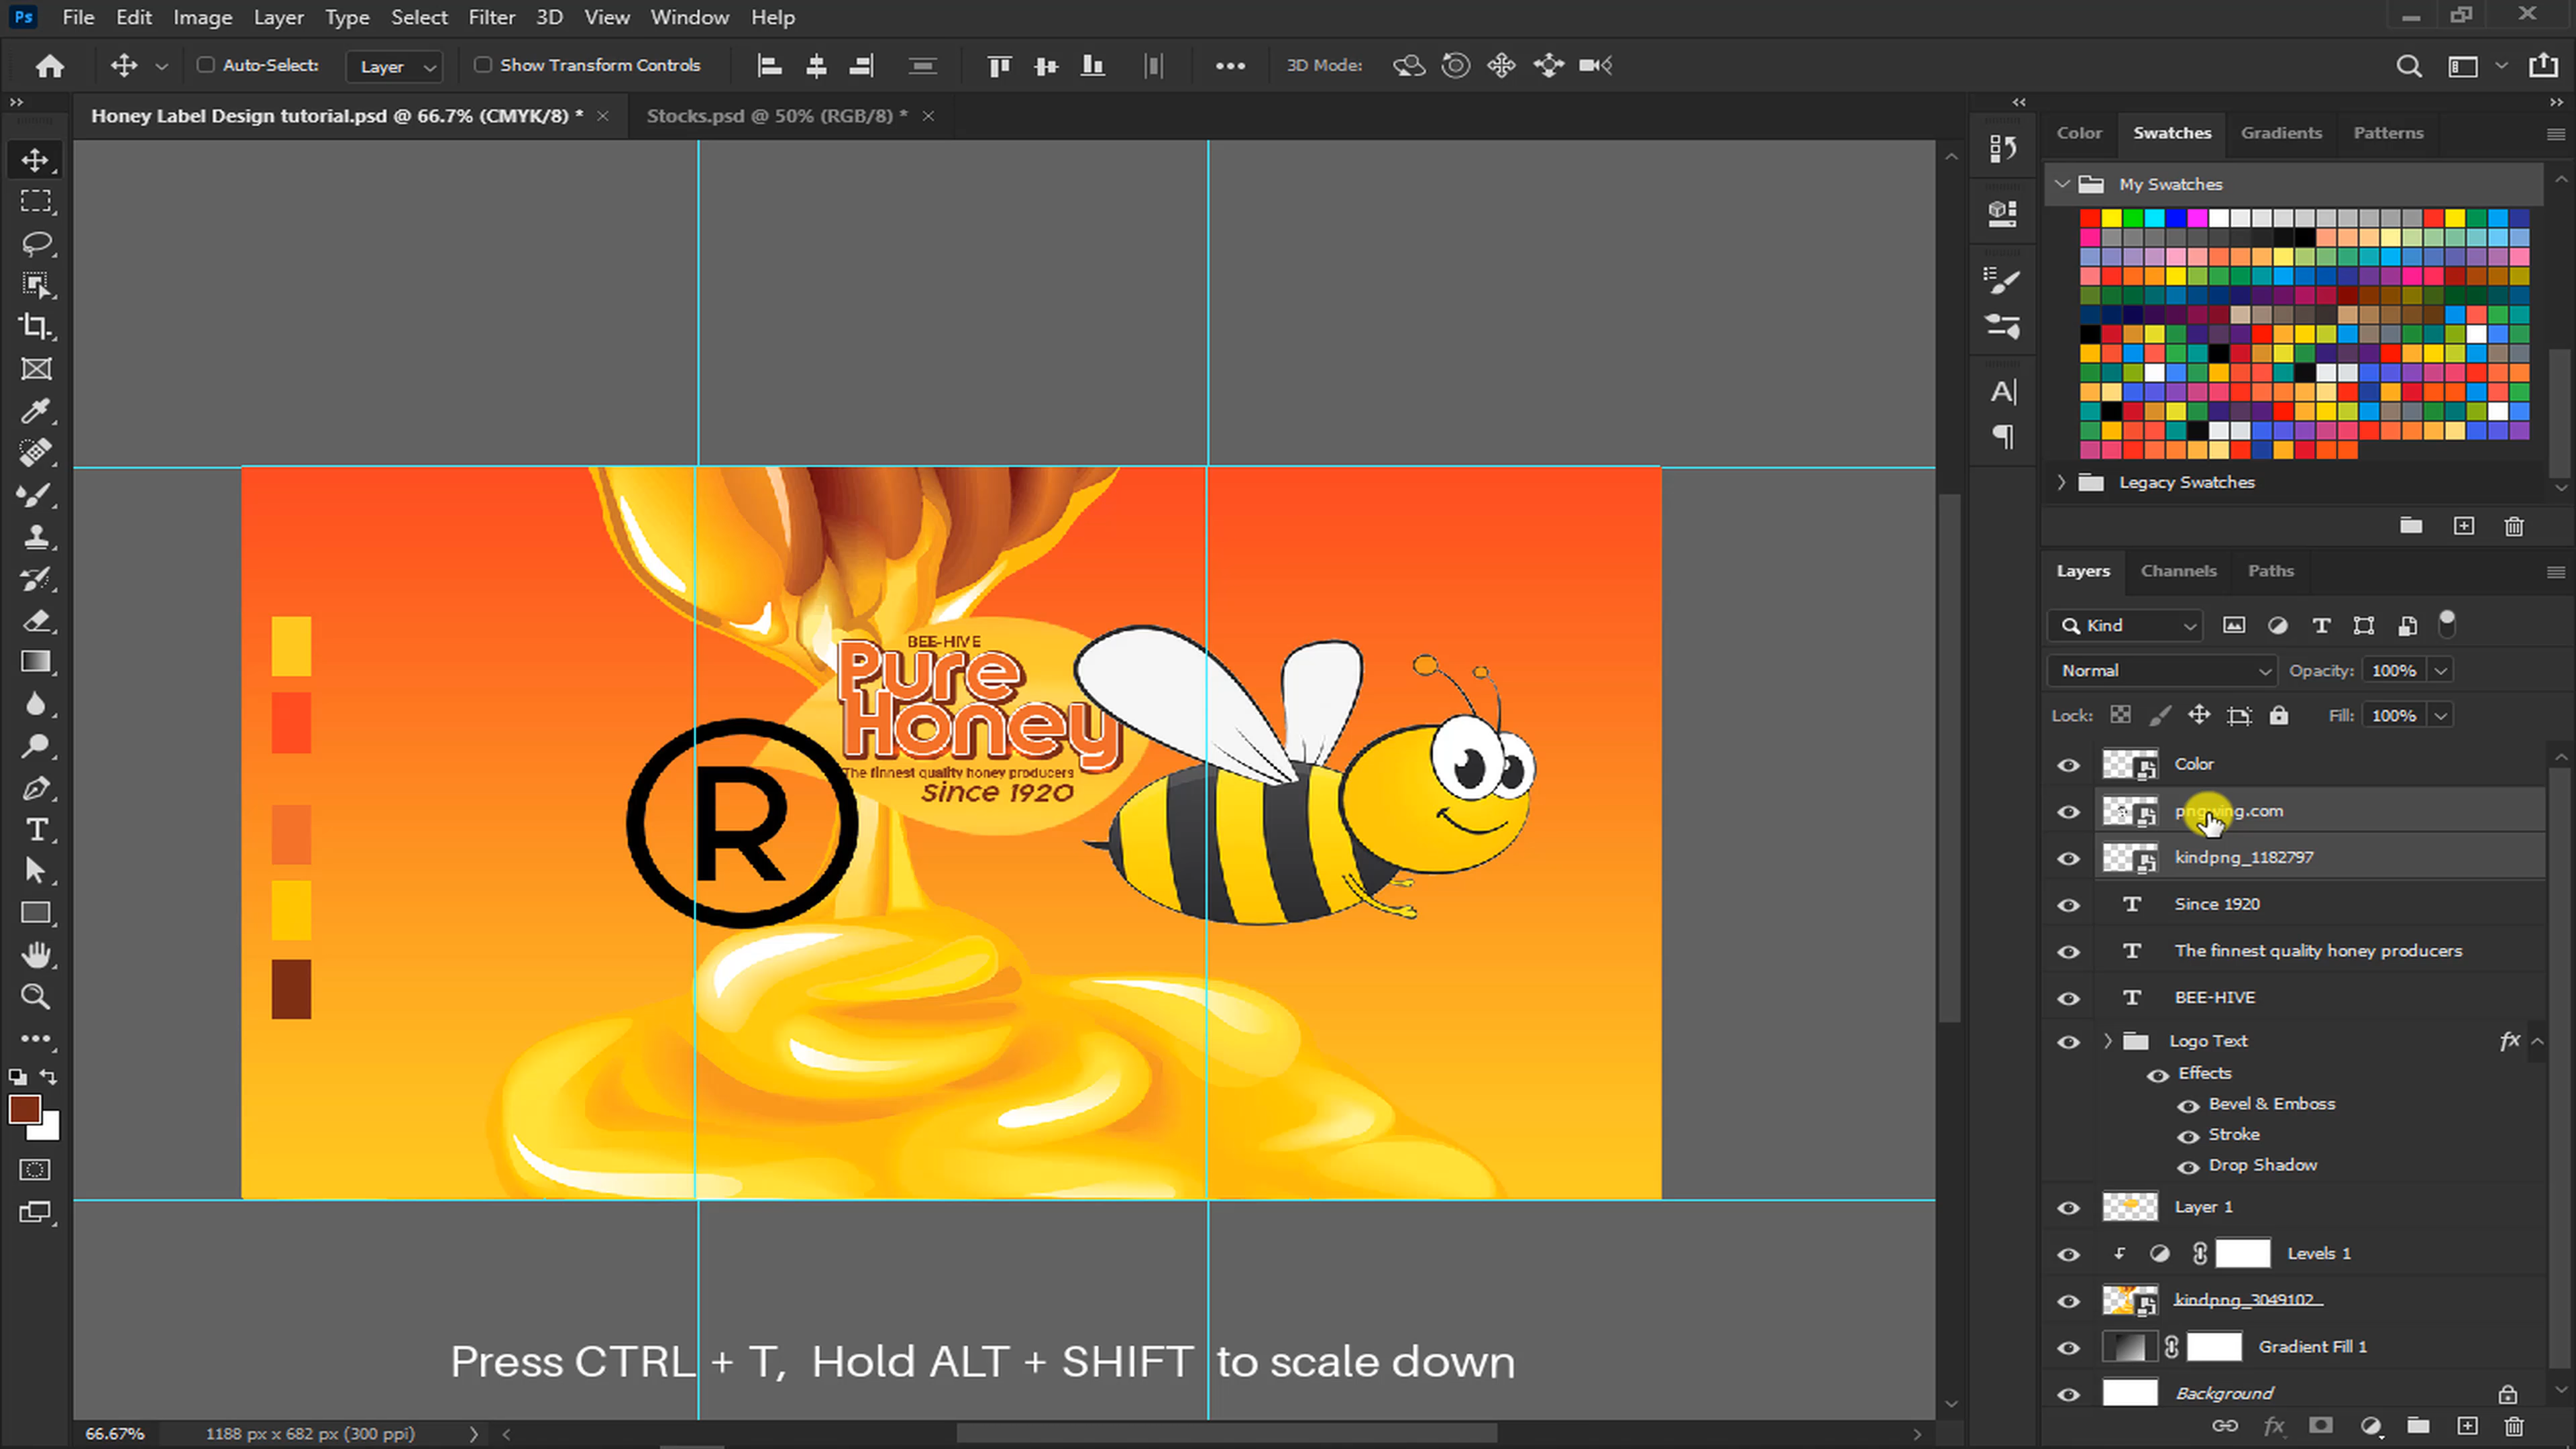 Ps File Edit Image Layer Type Select Filter 3D View Window Help
Auto-Select: Layer Show Transform Controls 3D Mode:
Honey Label Design tutorial.psd @ 66.7% (CMYK/8) * Stocks.psd @ 50% (RGB/8) *
Color Swatches Gradients Patterns
My Swatches
Legacy Swatches
Layers Channels Paths
Kind
Normal Opacity: 100%
Lock: Fill: 100%
Color
kindpng_1182797
Since 1920
The finnest quality honey producers
BEE-HIVE
Logo Text fx
Effects
Bevel & Emboss
Stroke
Drop Shadow
Layer 1
Levels 1
kindpng_3049102
Gradient Fill 1
Background
BEE-HIVE
Pure
Honey
The finnest quality honey producers
Since 1920
®
Press CTRL + T, Hold ALT + SHIFT to scale down
66.67% 1188 px x 682 px (300 ppi)